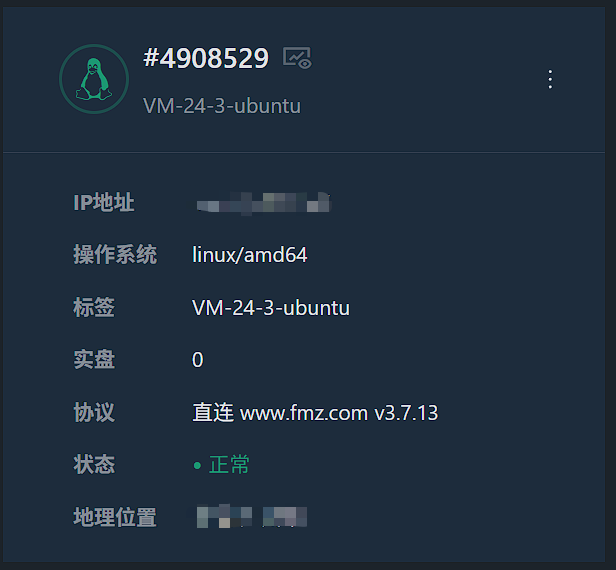 #4908529
VM-24-3-ubuntu
IP地址
操作系统 linux/amd64
标签 VM-24-3-ubuntu
实盘 0
协议 直连 www.fmz.com v3.7.13
状态 • 正常
地理位置